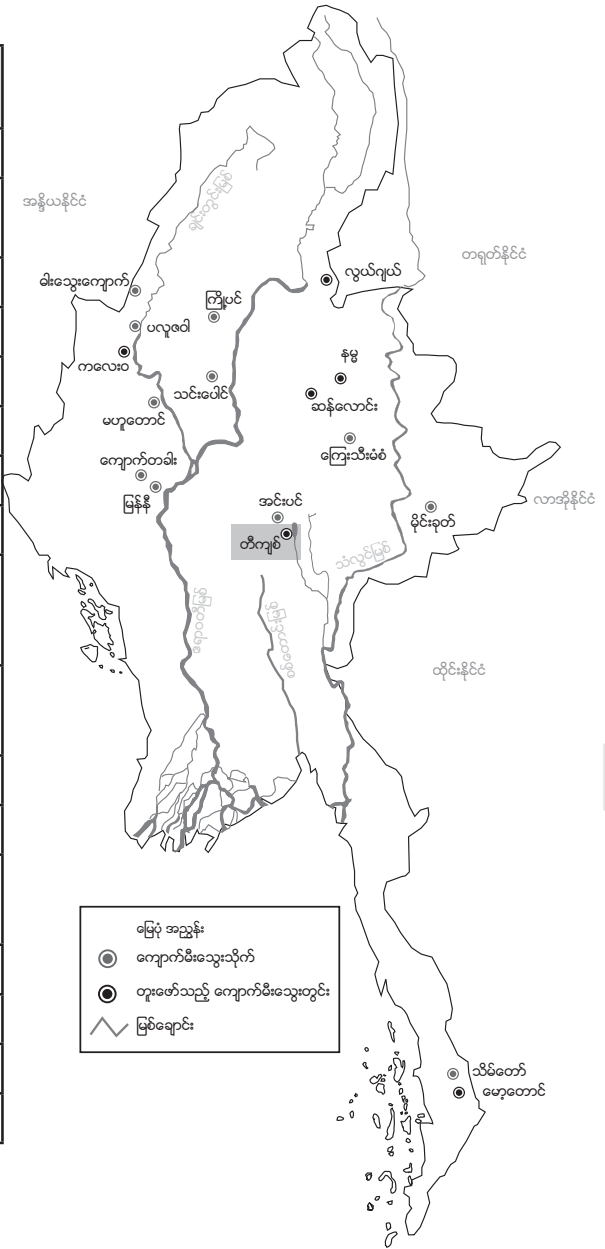 အိန္ဒိယနိုင်ငံ
ချင်းတွင်းမြစ်
တရုတ်နိုင်ငံ
လွယ်ဂျယ်
ဓါးသွေးကျောက်
ကြို့ပင်
ပလူဇဝါ
ကလေးဝ
နမ္မ
သင်းပေါင်
ဆန်လောင်း
မဟူတောင်
ကြေးသီးမံစံ
ကျောက်တခါး
မြန်နီ
အင်းပင်
မိုင်းခုတ်
လာအိုနိုင်ငံ
တီကျစ်
သံလွင်မြစ်
ဧရာဝတီမြစ်
စစ်တောင်းမြစ်
ထိုင်းနိုင်ငံ
မြေပုံ အညွှန်း
ကျောက်မီးသွေးသိုက်
တူးဖော်သည့် ကျောက်မီးသွေးတွင်း
မြစ်ချောင်း
သိမ်တော်
မော့တောင်